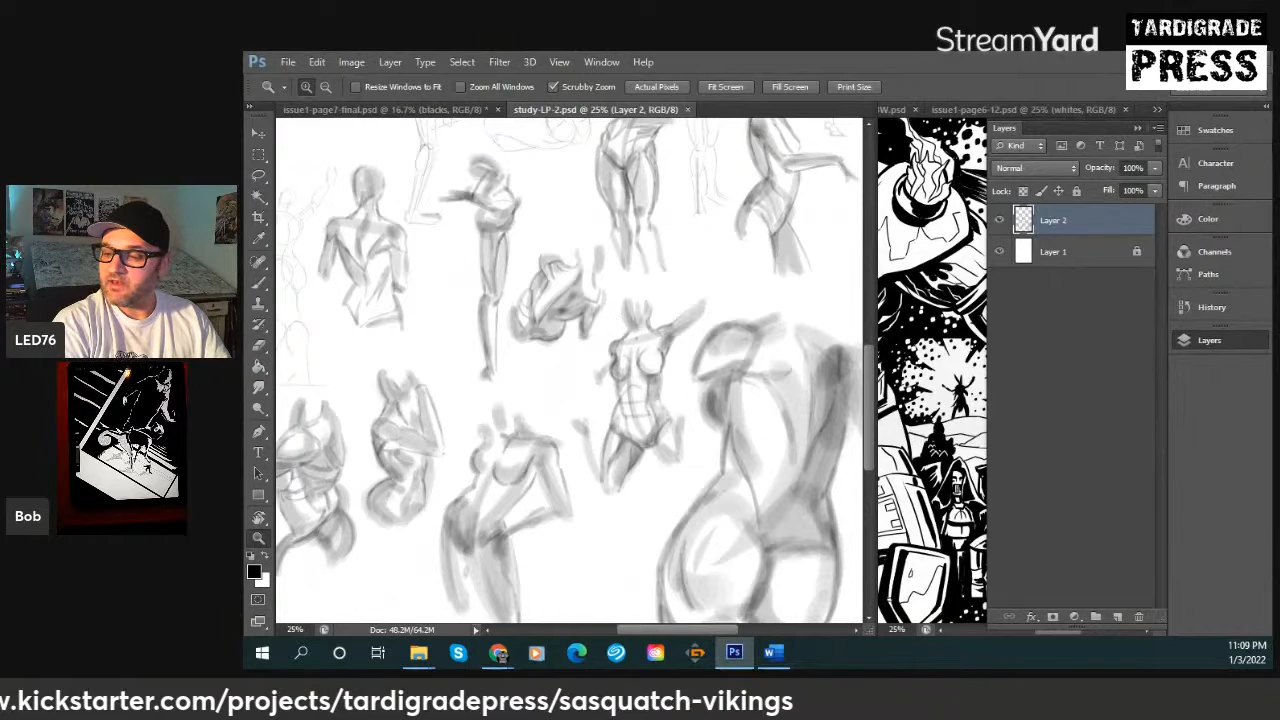 StreamYard
TARDIGRADE
PRESS
Ps File Edit Image Layer Type Select Filter 3D View Window Help
Resize Windows to Fit Zoom All Windows Scrubby Zoom Actual Pixels Fit Screen Fill Screen Print Size
issue1-page7-final.psd @ 16.7% (blacks, RGB/8) * × study-LP-2.psd @ 25% (Layer 2, RGB/8) × W.psd × issue1-page6-12.psd @ 25% (whites, RGB/8) ×
Layers
Kind
Normal Opacity: 100%
Lock: Fill: 100%
Layer 2
Layer 1
Swatches
Character
Paragraph
Color
Channels
Paths
History
Layers
LED76
Bob
25% Doc: 48.2M/64.2M 25%
11:09 PM
1/3/2022
w.kickstarter.com/projects/tardigradepress/sasquatch-vikings